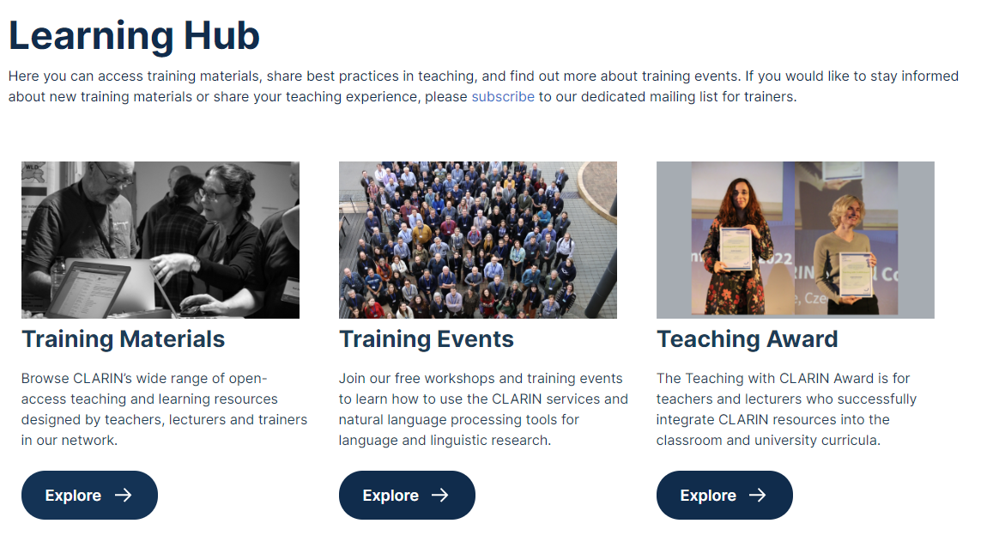 Learning Hub
Here you can access training materials, share best practices in teaching, and find out more about training events. If you would like to stay informed
about new training materials or share your teaching experience, please subscribe to our dedicated mailing list for trainers.
WLD
2022
Training Materials
Training Events
Teaching Award
Browse CLARIN’s wide range of open-
access teaching and learning resources
designed by teachers, lecturers and trainers
in our network.
Join our free workshops and training events
to learn how to use the CLARIN services and
natural language processing tools for
language and linguistic research.
The Teaching with CLARIN Award is for
teachers and lecturers who successfully
integrate CLARIN resources into the
classroom and university curricula.
Explore
Explore
Explore